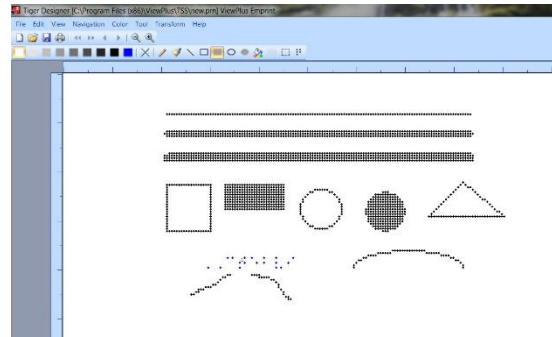 Tiger Designer [C:\Program Files (x86)\ViewPlus\TSS\new.prn] ViewPlus Emprint
File Edit View Navigation Color Tool Transform Help